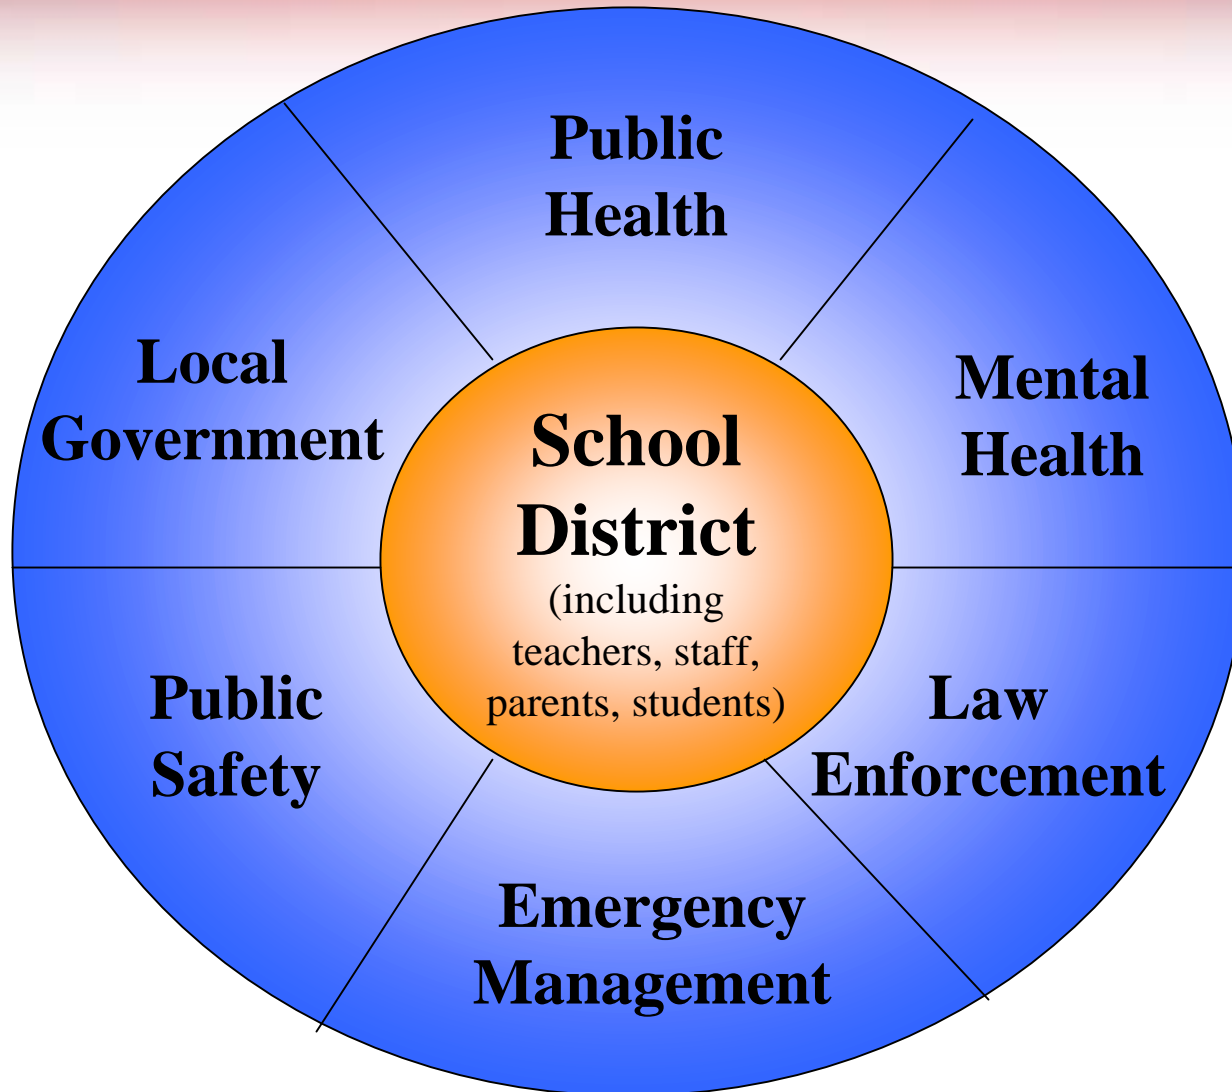 Public
Health
Local
Government
Mental
Health
School
District
(including
teachers, staff,
parents, students)
Public
Safety
Law
Enforcement
Emergency
Management